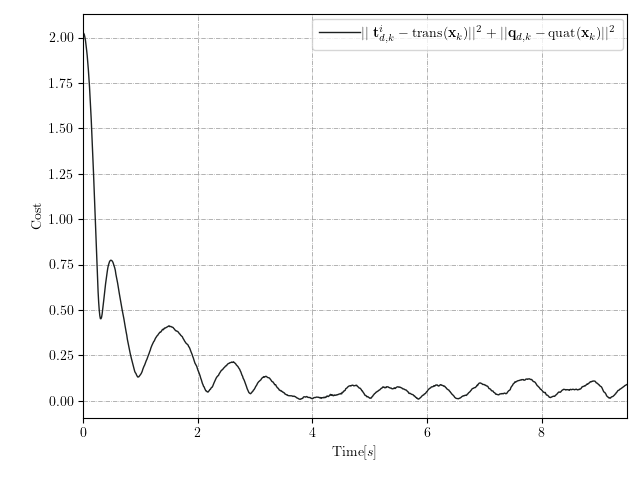 || t^i_{d,k} − trans(x_k)||² + ||q_{d,k} − quat(x_k)||²
2.00
1.75
1.50
1.25
1.00
0.75
0.50
0.25
0.00
Cost
0 2 4 6 8
Time[s]